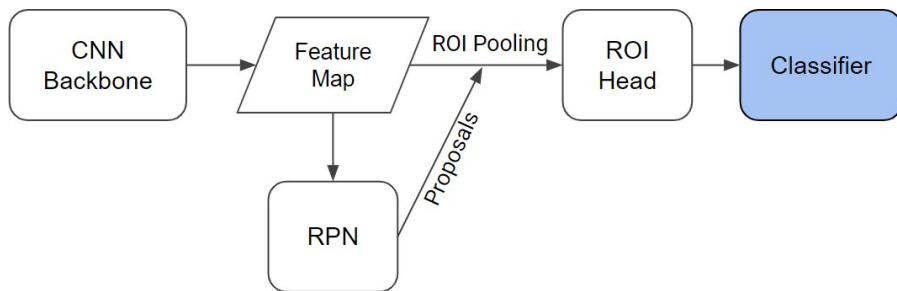 CNN
Backbone
Feature
Map
ROI Pooling
ROI
Head
Classifier
Proposals
RPN